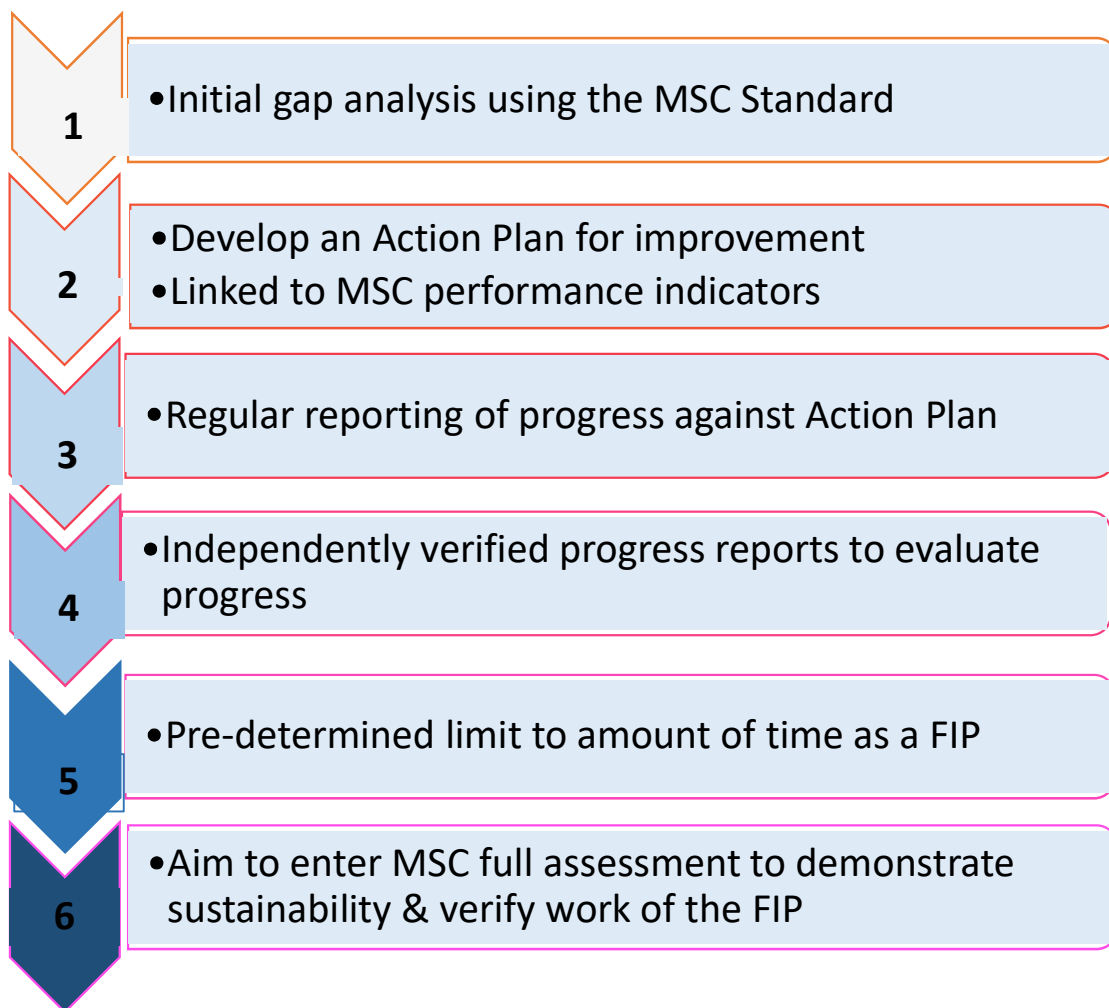 1
•Initial gap analysis using the MSC Standard
2
•Develop an Action Plan for improvement
•Linked to MSC performance indicators
3
•Regular reporting of progress against Action Plan
4
•Independently verified progress reports to evaluate
progress
5
•Pre-determined limit to amount of time as a FIP
6
•Aim to enter MSC full assessment to demonstrate
sustainability & verify work of the FIP